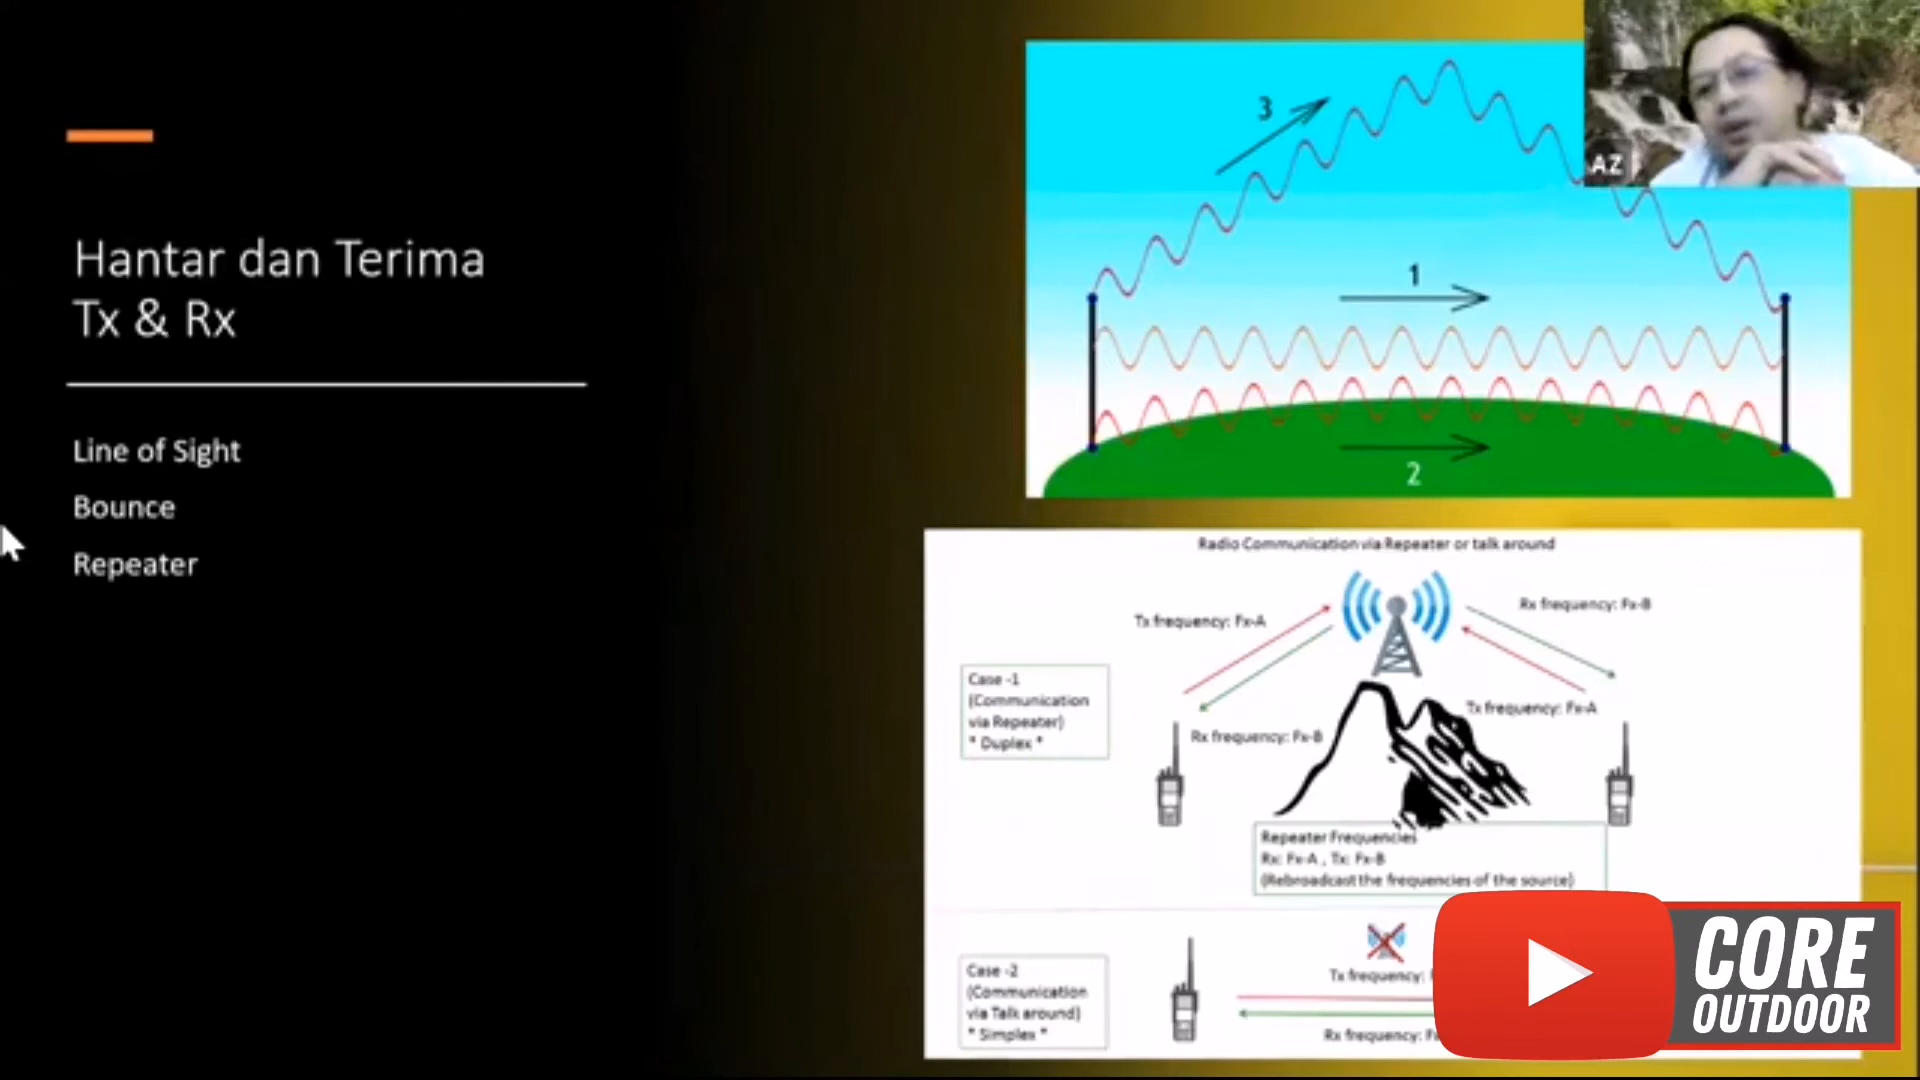 Hantar dan Terima
Tx & Rx
Line of Sight
Bounce
Repeater
3
1
2
AZ
Radio Communication via Repeater or talk around
Tx frequency: Fx-A
Rx frequency: Fx-B
Case -1
(Communication
via Repeater)
* Duplex *
Rx frequency: Fx-B
Tx frequency: Fx-A
Repeater Frequencies
Rx: Fx-A , Tx: Fx-B
(Rebroadcast the frequencies of the source)
Case -2
(Communication
via Talk around)
* Simplex *
Tx frequency:
Rx frequency:
CORE
OUTDOOR